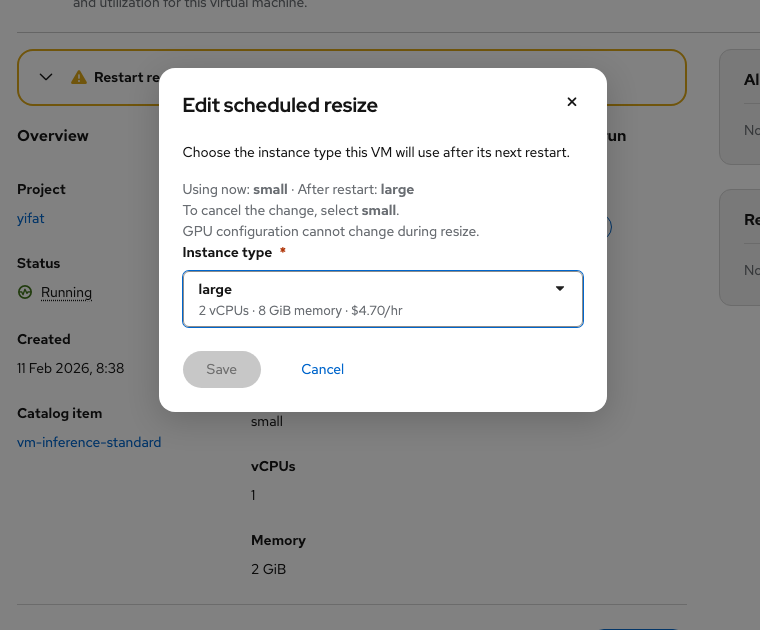 and utilization for this virtual machine.
Restart re
Al
No
Overview
un
Project
yifat
Status
Running
Created
11 Feb 2026, 8:38
Catalog item
vm-inference-standard
Re
No
Edit scheduled resize
Choose the instance type this VM will use after its next restart.
Using now: small · After restart: large
To cancel the change, select small.
GPU configuration cannot change during resize.
Instance type *
large
2 vCPUs · 8 GiB memory · $4.70/hr
Save
Cancel
small
vCPUs
1
Memory
2 GiB